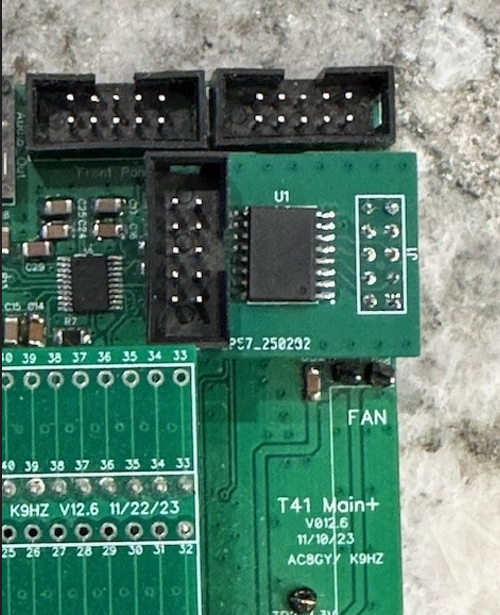 Audio Out
Front Pan
U1
J1
C29
R7
FAN
40 39 38 37 36 35 34 33
40 39 38 37 36 35 34 33
K9HZ V12.6 11/22/23
25 26 27 28 29 30 31 32
T41 Main+
V012.6
11/10/23
AC8GY/ K9HZ